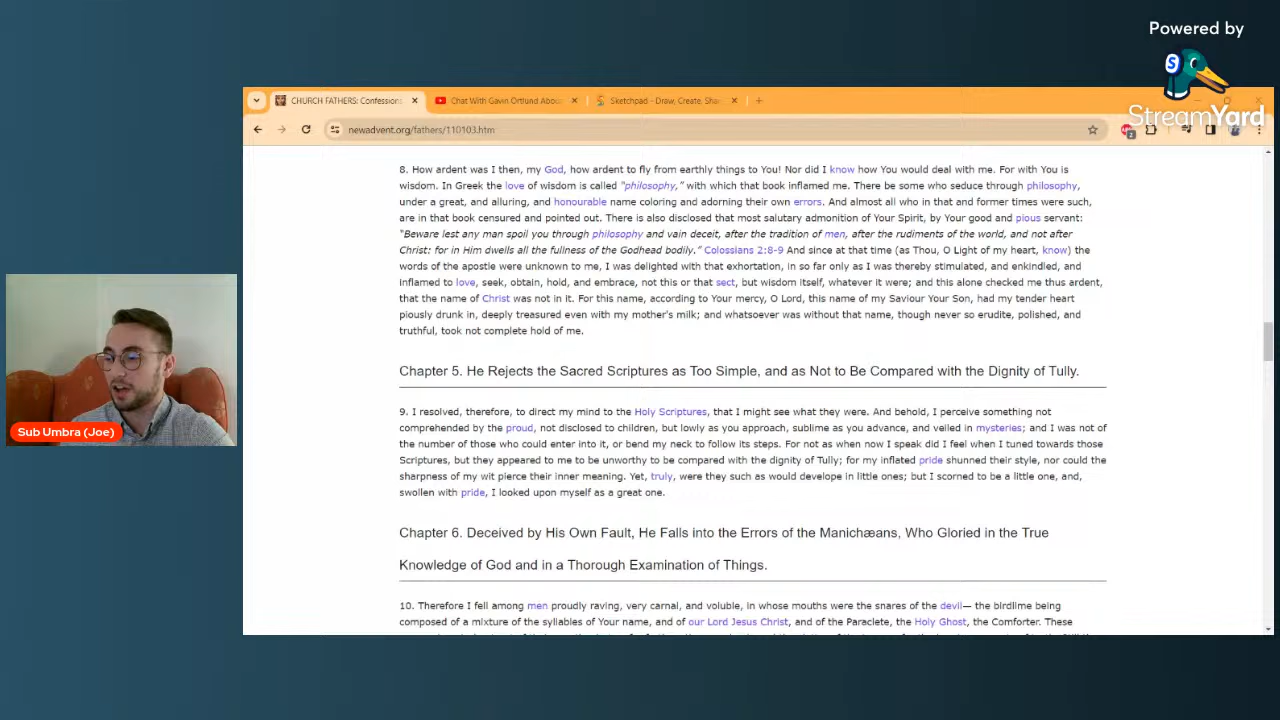 Powered by
StreamYard
CHURCH FATHERS: Confessions
Chat With Gavin Ortlund Abou
Sketchpad - Draw, Create, Sha
newadvent.org/fathers/110103.htm
8. How ardent was I then, my God, how ardent to fly from earthly things to You! Nor did I know how You would deal with me. For with You is
wisdom. In Greek the love of wisdom is called "philosophy," with which that book inflamed me. There be some who seduce through philosophy,
under a great, and alluring, and honourable name coloring and adorning their own errors. And almost all who in that and former times were such,
are in that book censured and pointed out. There is also disclosed that most salutary admonition of Your Spirit, by Your good and pious servant:
"Beware lest any man spoil you through philosophy and vain deceit, after the tradition of men, after the rudiments of the world, and not after
Christ: for in Him dwells all the fullness of the Godhead bodily." Colossians 2:8-9 And since at that time (as Thou, O Light of my heart, know) the
words of the apostle were unknown to me, I was delighted with that exhortation, in so far only as I was thereby stimulated, and enkindled, and
inflamed to love, seek, obtain, hold, and embrace, not this or that sect, but wisdom itself, whatever it were; and this alone checked me thus ardent,
that the name of Christ was not in it. For this name, according to Your mercy, O Lord, this name of my Saviour Your Son, had my tender heart
piously drunk in, deeply treasured even with my mother's milk; and whatsoever was without that name, though never so erudite, polished, and
truthful, took not complete hold of me.
Chapter 5. He Rejects the Sacred Scriptures as Too Simple, and as Not to Be Compared with the Dignity of Tully.
9. I resolved, therefore, to direct my mind to the Holy Scriptures, that I might see what they were. And behold, I perceive something not
comprehended by the proud, not disclosed to children, but lowly as you approach, sublime as you advance, and veiled in mysteries; and I was not of
the number of those who could enter into it, or bend my neck to follow its steps. For not as when now I speak did I feel when I tuned towards those
Scriptures, but they appeared to me to be unworthy to be compared with the dignity of Tully; for my inflated pride shunned their style, nor could the
sharpness of my wit pierce their inner meaning. Yet, truly, were they such as would develope in little ones; but I scorned to be a little one, and,
swollen with pride, I looked upon myself as a great one.
Chapter 6. Deceived by His Own Fault, He Falls into the Errors of the Manichæans, Who Gloried in the True
Knowledge of God and in a Thorough Examination of Things.
10. Therefore I fell among men proudly raving, very carnal, and voluble, in whose mouths were the snares of the devil— the birdlime being
composed of a mixture of the syllables of Your name, and of our Lord Jesus Christ, and of the Paraclete, the Holy Ghost, the Comforter. These
Sub Umbra (Joe)